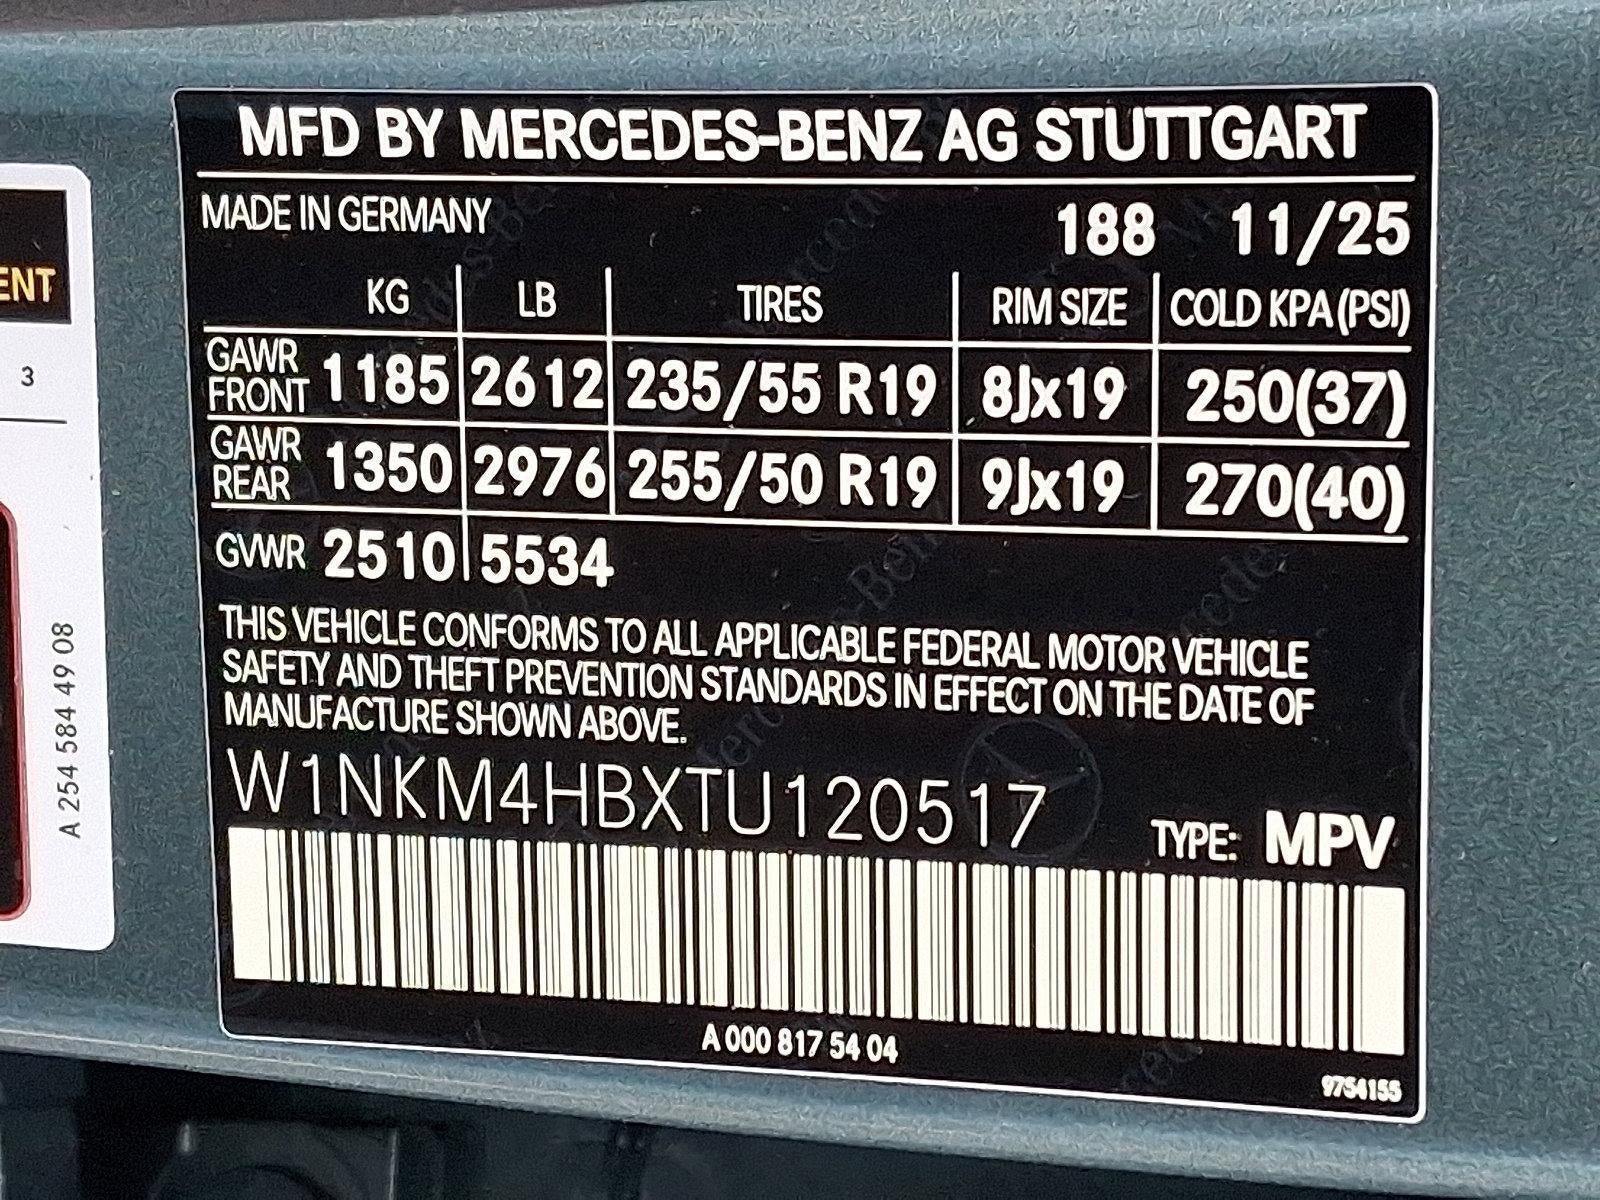 MFD BY MERCEDES-BENZ AG STUTTGART
MADE IN GERMANY 188 11/25
KG LB TIRES RIM SIZE COLD KPA(PSI)
GAWR FRONT 1185 2612 235/55 R19 8Jx19 250(37)
GAWR REAR 1350 2976 255/50 R19 9Jx19 270(40)
GVWR 2510 5534
THIS VEHICLE CONFORMS TO ALL APPLICABLE FEDERAL MOTOR VEHICLE
SAFETY AND THEFT PREVENTION STANDARDS IN EFFECT ON THE DATE OF
MANUFACTURE SHOWN ABOVE.
W1NKM4HBXTU120517
TYPE: MPV
A 000 817 54 04
9754155
ENT
3
A 254 584 49 08